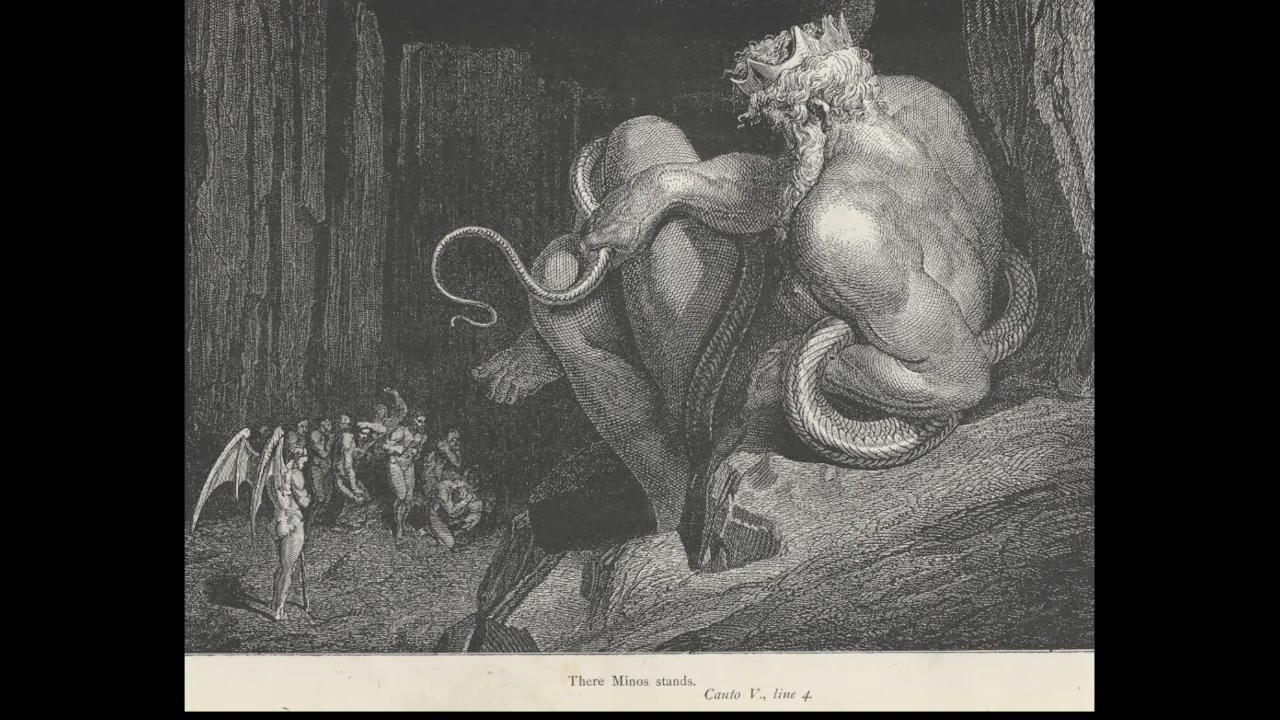 There Minos stands.
Canto V., line 4.